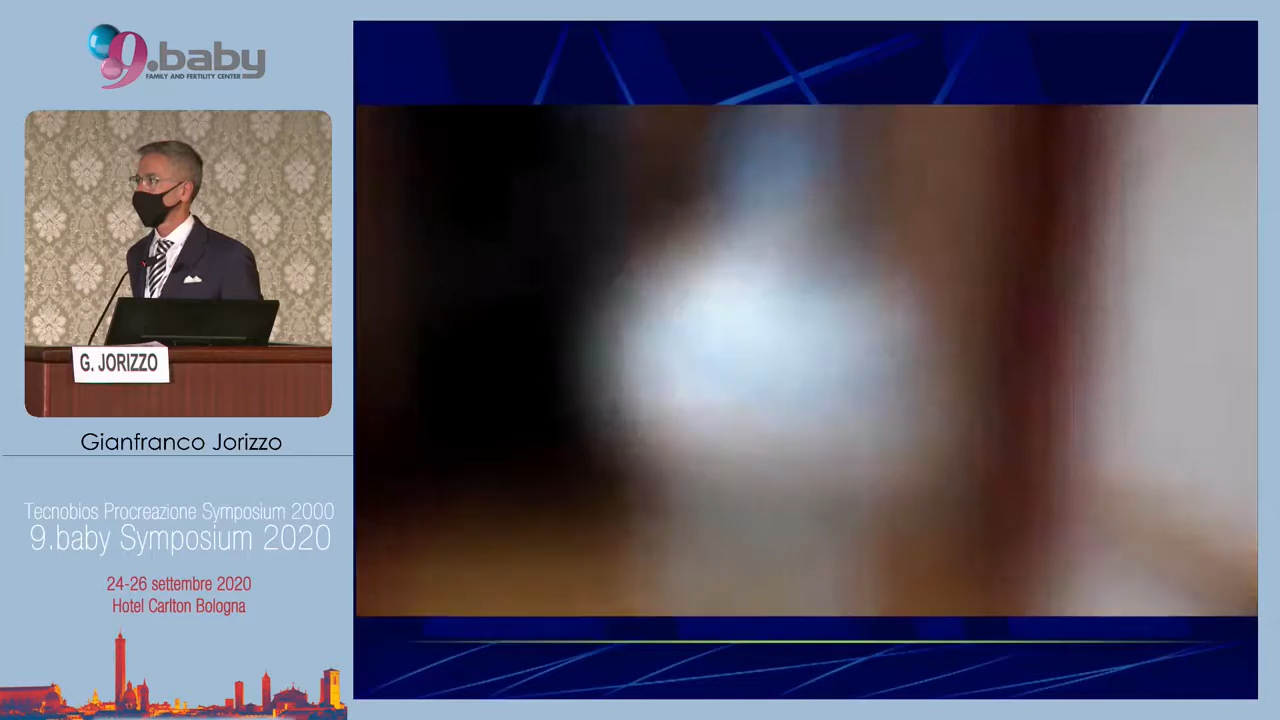 9.baby
FAMILY AND FERTILITY CENTER
G. JORIZZO
Gianfranco Jorizzo
Tecnobios Procreazione Symposium 2000
9.baby Symposium 2020
24-26 settembre 2020
Hotel Carlton Bologna